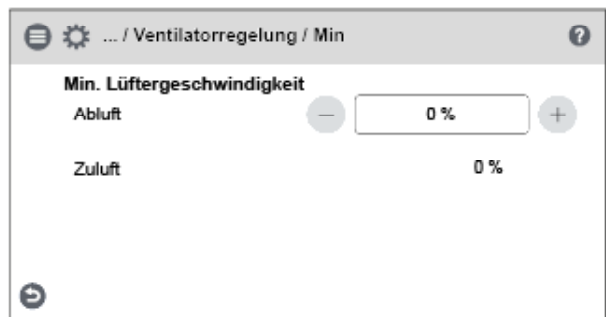 ... / Ventilatorregelung / Min ?
Min. Lüftergeschwindigkeit
Abluft − 0 % +
Zuluft 0 %